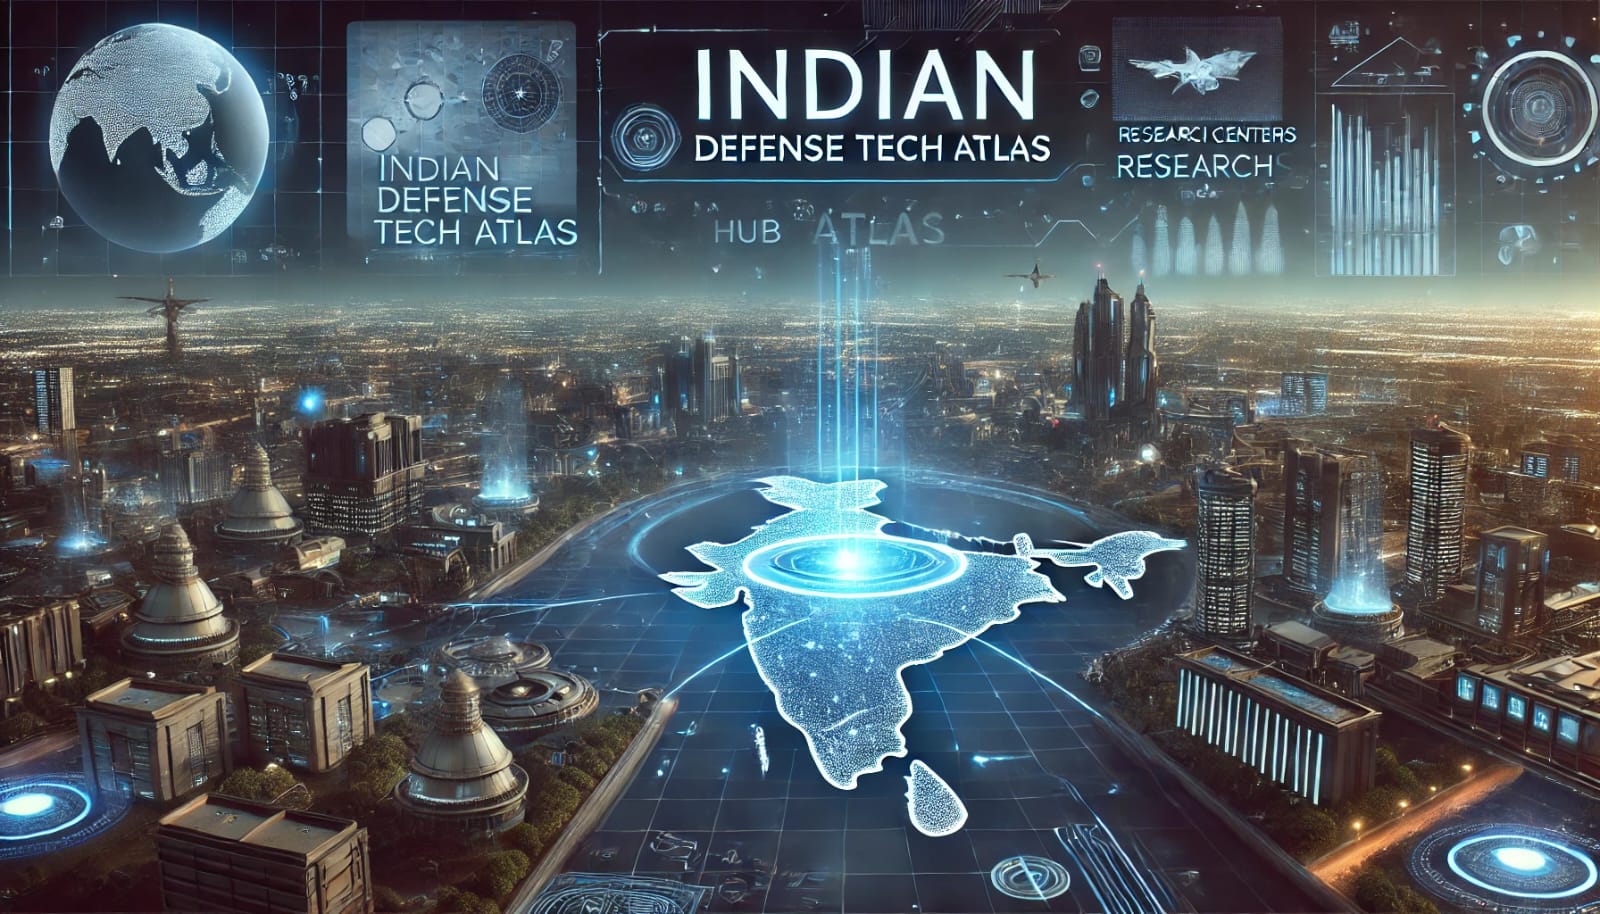 INDIAN
DEFENSE TECH ATLAS
INDIAN
DEFENSE
TECH ATLAS
RESEARCI CENTERS
RESEARCH
HUB ATLAS